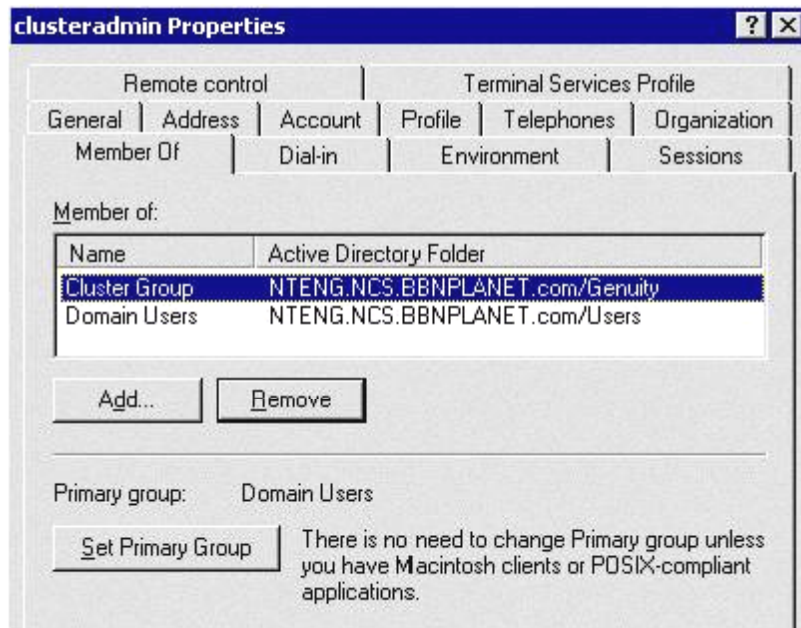 clusteradmin Properties
? X
Remote control Terminal Services Profile
General Address Account Profile Telephones Organization
Member Of Dial-in Environment Sessions
Member of:
Name Active Directory Folder
Cluster Group NTENG.NCS.BBNPLANET.com/Genuity
Domain Users NTENG.NCS.BBNPLANET.com/Users
Add... Remove
Primary group: Domain Users
Set Primary Group
There is no need to change Primary group unless
you have Macintosh clients or POSIX-compliant
applications.